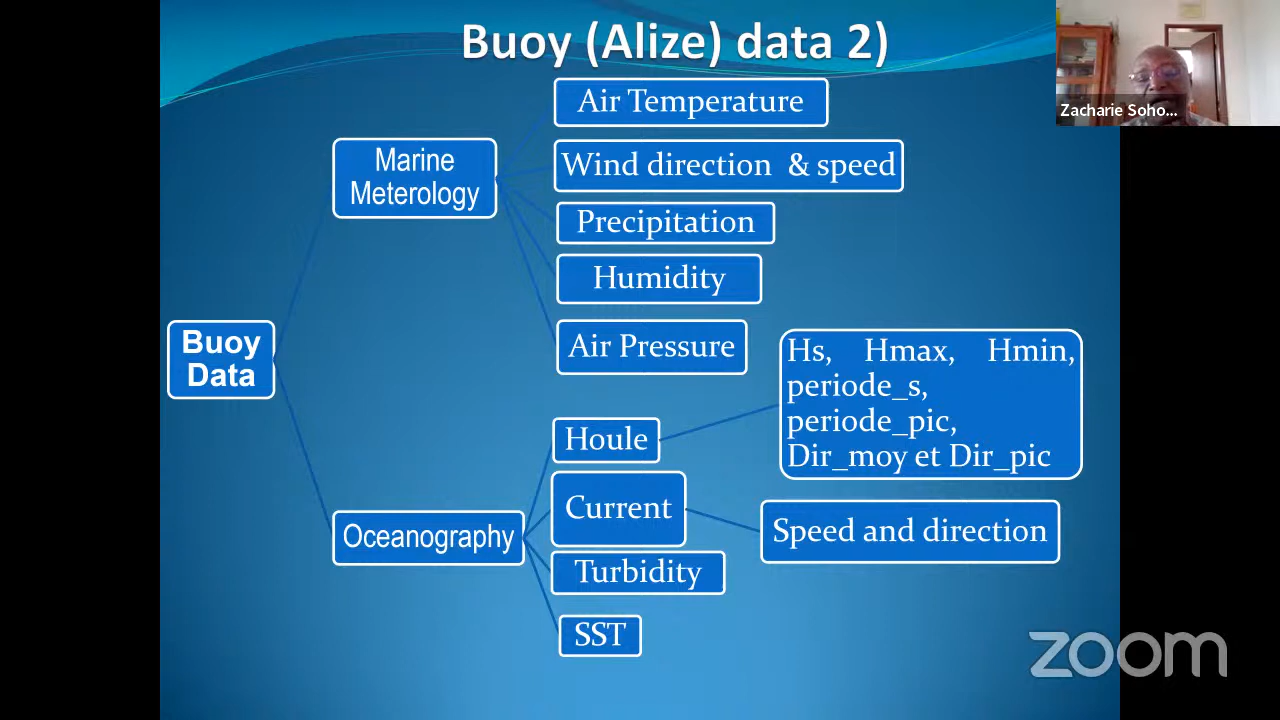 Buoy (Alize) data 2)
Zacharie Soho...
Air Temperature
Marine
Meterology
Wind direction & speed
Precipitation
Humidity
Air Pressure
Buoy
Data
Hs, Hmax, Hmin,
periode_s,
periode_pic,
Dir_moy et Dir_pic
Houle
Current
Speed and direction
Oceanography
Turbidity
SST
zoom